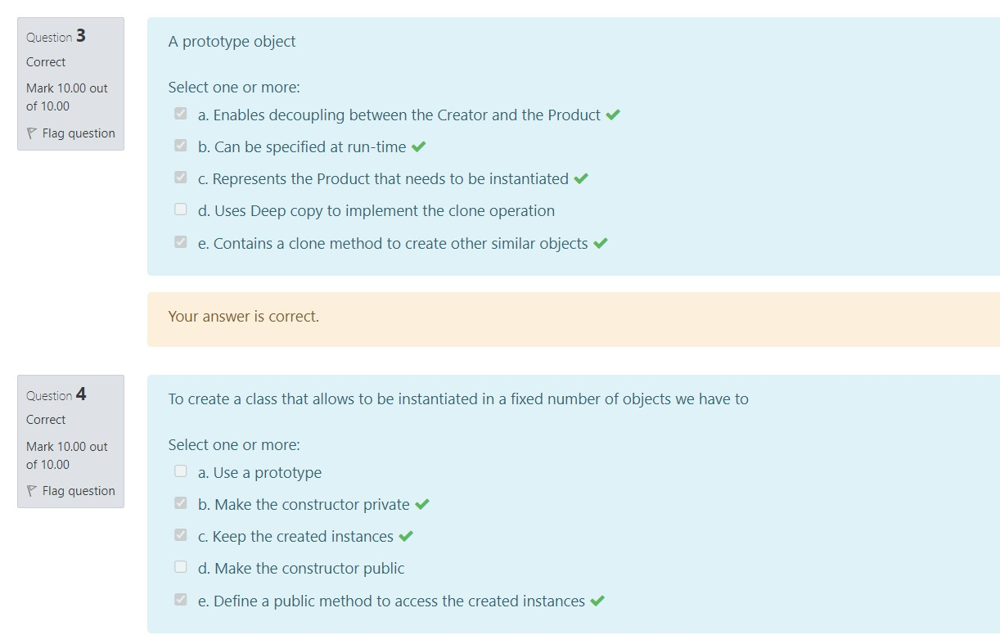 Question 3
Correct
Mark 10.00 out
of 10.00
Flag question
A prototype object
Select one or more:
a. Enables decoupling between the Creator and the Product
b. Can be specified at run-time
c. Represents the Product that needs to be instantiated
d. Uses Deep copy to implement the clone operation
e. Contains a clone method to create other similar objects
Your answer is correct.
Question 4
Correct
Mark 10.00 out
of 10.00
Flag question
To create a class that allows to be instantiated in a fixed number of objects we have to
Select one or more:
a. Use a prototype
b. Make the constructor private
c. Keep the created instances
d. Make the constructor public
e. Define a public method to access the created instances